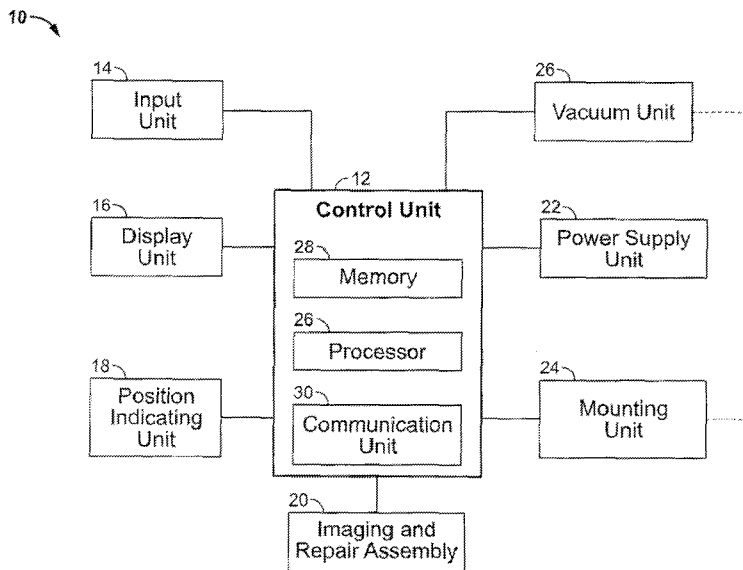 10
14
Input
Unit
26
Vacuum Unit
12
Control Unit
16
Display
Unit
22
Power Supply
Unit
28
Memory
26
Processor
18
Position
Indicating
Unit
30
Communication
Unit
24
Mounting
Unit
20
Imaging and
Repair Assembly